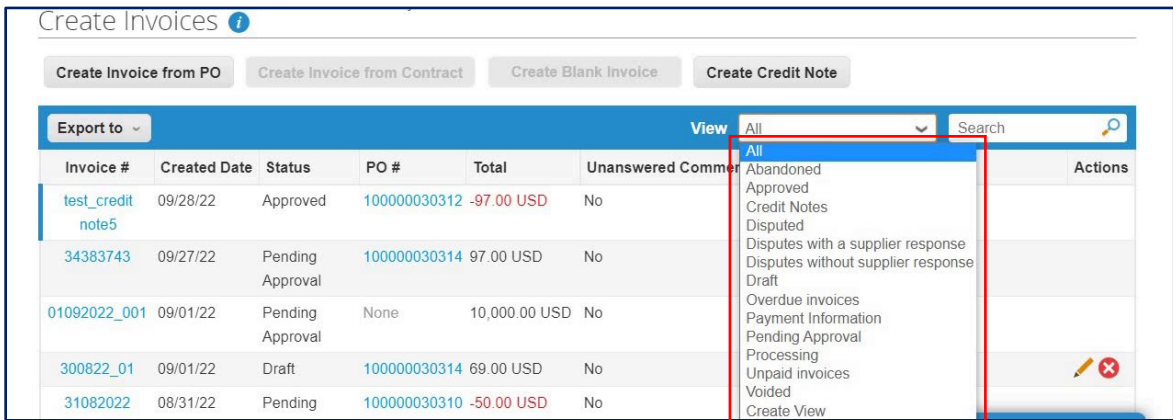 Create Invoices i
Create Invoice from PO Create Invoice from Contract Create Blank Invoice Create Credit Note
Export to View All Search
Invoice # Created Date Status PO # Total Unanswered Commen Actions
test_credit note5 09/28/22 Approved 100000030312 -97.00 USD No
34383743 09/27/22 Pending Approval 100000030314 97.00 USD No
01092022_001 09/01/22 Pending Approval None 10,000.00 USD No
300822_01 09/01/22 Draft 100000030314 69.00 USD No
31082022 08/31/22 Pending 100000030310 -50.00 USD No
All
Abandoned
Approved
Credit Notes
Disputed
Disputes with a supplier response
Disputes without supplier response
Draft
Overdue invoices
Payment Information
Pending Approval
Processing
Unpaid invoices
Voided
Create View